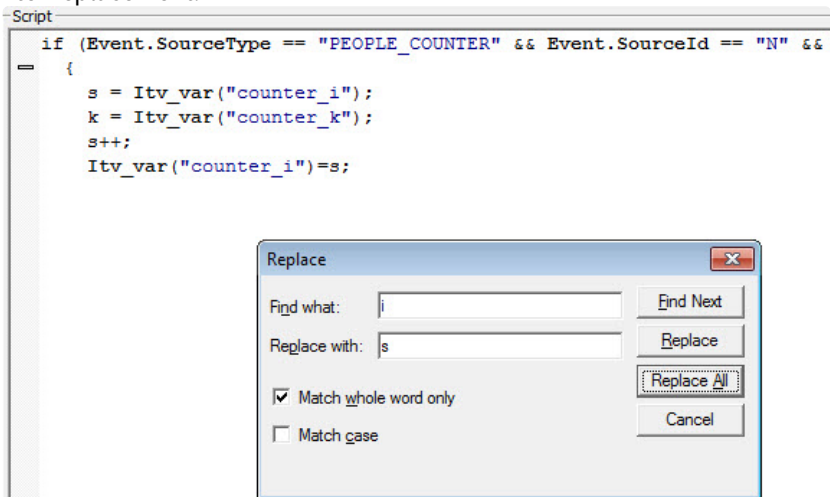 Script
if (Event.SourceType == "PEOPLE_COUNTER" && Event.SourceId == "N" &&
{
s = Itv_var("counter_i");
k = Itv_var("counter_k");
s++;
Itv_var("counter_i")=s;
Replace
Find what: i
Find Next
Replace with: s
Replace
Replace All
Match whole word only
Cancel
Match case